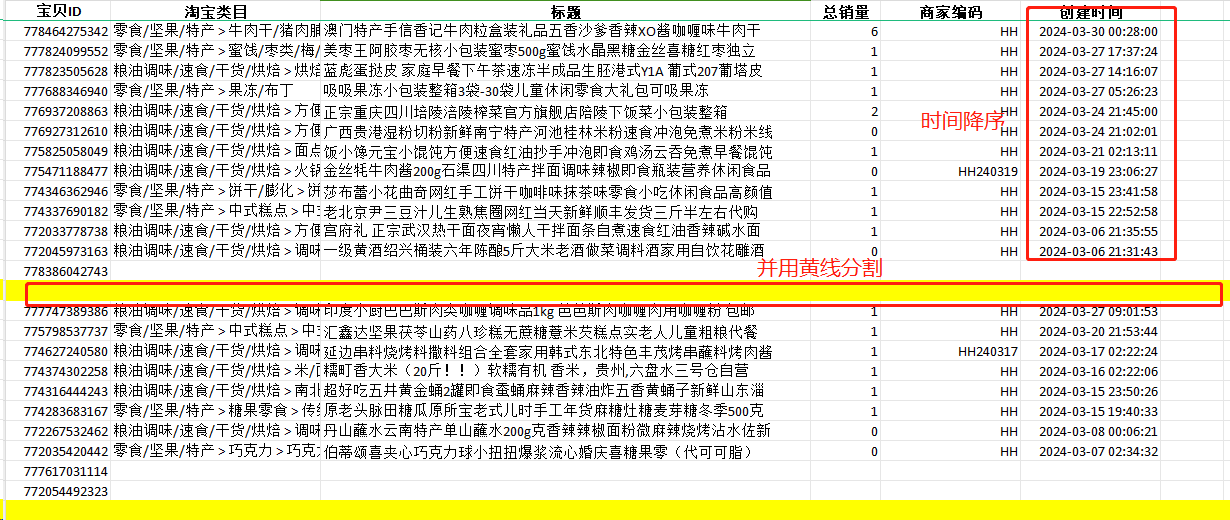 宝贝ID 淘宝类目 标题 总销量 商家编码 创建时间
778464275342 零食/坚果/特产 > 牛肉干/猪肉脯 澳门特产手信香记牛肉粒盒装礼品五香沙爹香辣XO酱咖喱味牛肉干 6 HH 2024-03-30 00:28:00
777824099552 零食/坚果/特产 > 蜜饯/枣类/梅/ 美枣王阿胶枣无核小包装蜜枣500g蜜饯水晶黑糖金丝喜糖红枣独立 1 HH 2024-03-27 17:37:24
777823505628 粮油调味/速食/干货/烘焙 > 烘焙 蓝彪蛋挞皮 家庭早餐下午茶速冻半成品生胚港式Y1A 葡式207葡塔皮 1 HH 2024-03-27 14:16:07
777688346940 零食/坚果/特产 > 果冻/布丁 吸吸果冻小包装整箱3袋-30袋儿童休闲零食大礼包可吸果冻 1 HH 2024-03-27 05:26:23
776937208863 粮油调味/速食/干货/烘焙 > 方便 正宗重庆四川培陵涪陵榨菜官方旗舰店陪陵下饭菜小包装整箱 2 HH 2024-03-24 21:45:00
时间降序
776927312610 粮油调味/速食/干货/烘焙 > 方便 广西贵港湿粉切粉新鲜南宁特产河池桂林米粉速食冲泡免煮米粉米线 0 HH 2024-03-24 21:02:01
775825058049 粮油调味/速食/干货/烘焙 > 面点 饭小馋元宝小馄饨方便速食红油抄手冲泡即食鸡汤云吞免煮早餐馄饨 1 HH 2024-03-21 02:13:11
775471188477 粮油调味/速食/干货/烘焙 > 火锅 金丝牦牛肉酱200g石渠四川特产拌面调味辣椒即食瓶装营养休闲食品 0 HH240319 2024-03-19 23:06:27
774346362946 零食/坚果/特产 > 饼干/膨化 > 饼 莎布蕾小花曲奇网红手工饼干咖啡味抹茶味零食小吃休闲食品高颜值 1 HH 2024-03-15 23:41:58
774337690182 零食/坚果/特产 > 中式糕点 > 中 老北京尹三豆汁儿生熟焦圈网红当天新鲜顺丰发货三斤半左右代购 1 HH 2024-03-15 22:52:58
772033778738 粮油调味/速食/干货/烘焙 > 方便 宫府礼 正宗武汉热干面夜宵懒人干拌面条自煮速食红油香辣碱水面 1 HH 2024-03-06 21:35:55
772045973163 粮油调味/速食/干货/烘焙 > 调味 一级黄酒绍兴桶装六年陈酿5斤大米老酒做菜调料酒家用自饮花雕酒 0 HH 2024-03-06 21:31:43
778386042743
并用黄线分割
777747389386 粮油调味/速食/干货/烘焙 > 调味 印度小厨巴巴斯肉类咖喱调味品1kg 芭芭斯肉咖喱肉用咖喱粉 包邮 1 HH 2024-03-27 09:01:53
775798537737 零食/坚果/特产 > 中式糕点 > 中 汇鑫达坚果茯苓山药八珍糕无蔗糖薏米芡糕点实老人儿童粗粮代餐 1 HH 2024-03-20 21:53:44
774627240580 粮油调味/速食/干货/烘焙 > 调味 延边串料烧烤料撒料组合全套家用韩式东北特色丰茂烤串蘸料烤肉酱 1 HH240317 2024-03-17 02:22:24
774374302258 粮油调味/速食/干货/烘焙 > 米/面 糯町香大米（20斤！！）软糯有机 香米，贵州,六盘水三号仓自营 1 HH 2024-03-16 02:22:06
774316444243 粮油调味/速食/干货/烘焙 > 南北 超好吃五井黄金蛹2罐即食蚕蛹麻辣香辣油炸五香黄蛹子新鲜山东淄 1 HH 2024-03-15 23:50:26
774283683167 零食/坚果/特产 > 糖果零食 > 传统 原老头脉田糖瓜原所宝老式儿时手工年货麻糖灶糖麦芽糖冬季500克 1 HH 2024-03-15 19:40:33
772267532462 粮油调味/速食/干货/烘焙 > 调味 丹山蘸水云南特产单山蘸水200g克香辣辣椒面粉微麻辣烧烤沾水佐新 0 HH 2024-03-08 00:06:21
772035420442 零食/坚果/特产 > 巧克力 > 巧克 伯蒂颂喜夹心巧克力球小扭扭爆浆流心婚庆喜糖果零（代可可脂） 0 HH 2024-03-07 02:34:32
777617031114
772054492323